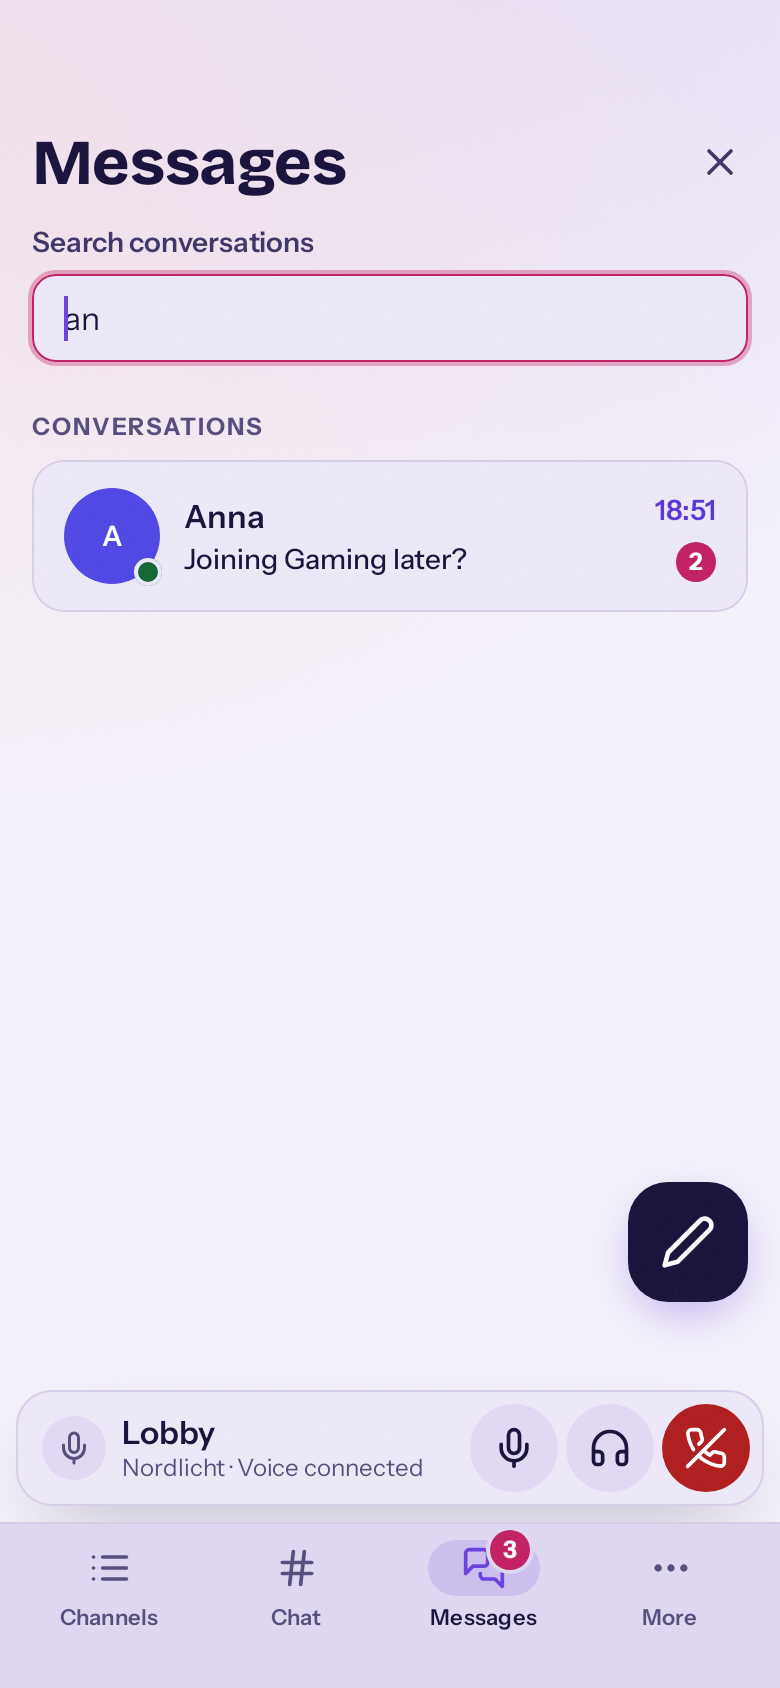 Messages
Search conversations
an
CONVERSATIONS
A
Anna
18:51
Joining Gaming later?
2
Lobby
Nordlicht · Voice connected
3
Channels
Chat
Messages
More